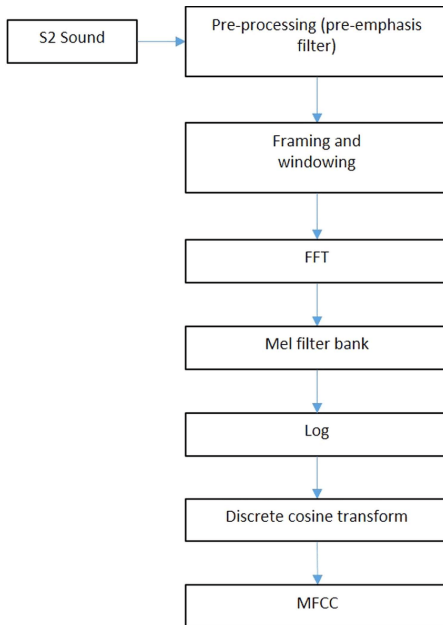 S2 Sound
Pre-processing (pre-emphasis
filter)
Framing and
windowing
FFT
Mel filter bank
Log
Discrete cosine transform
MFCC